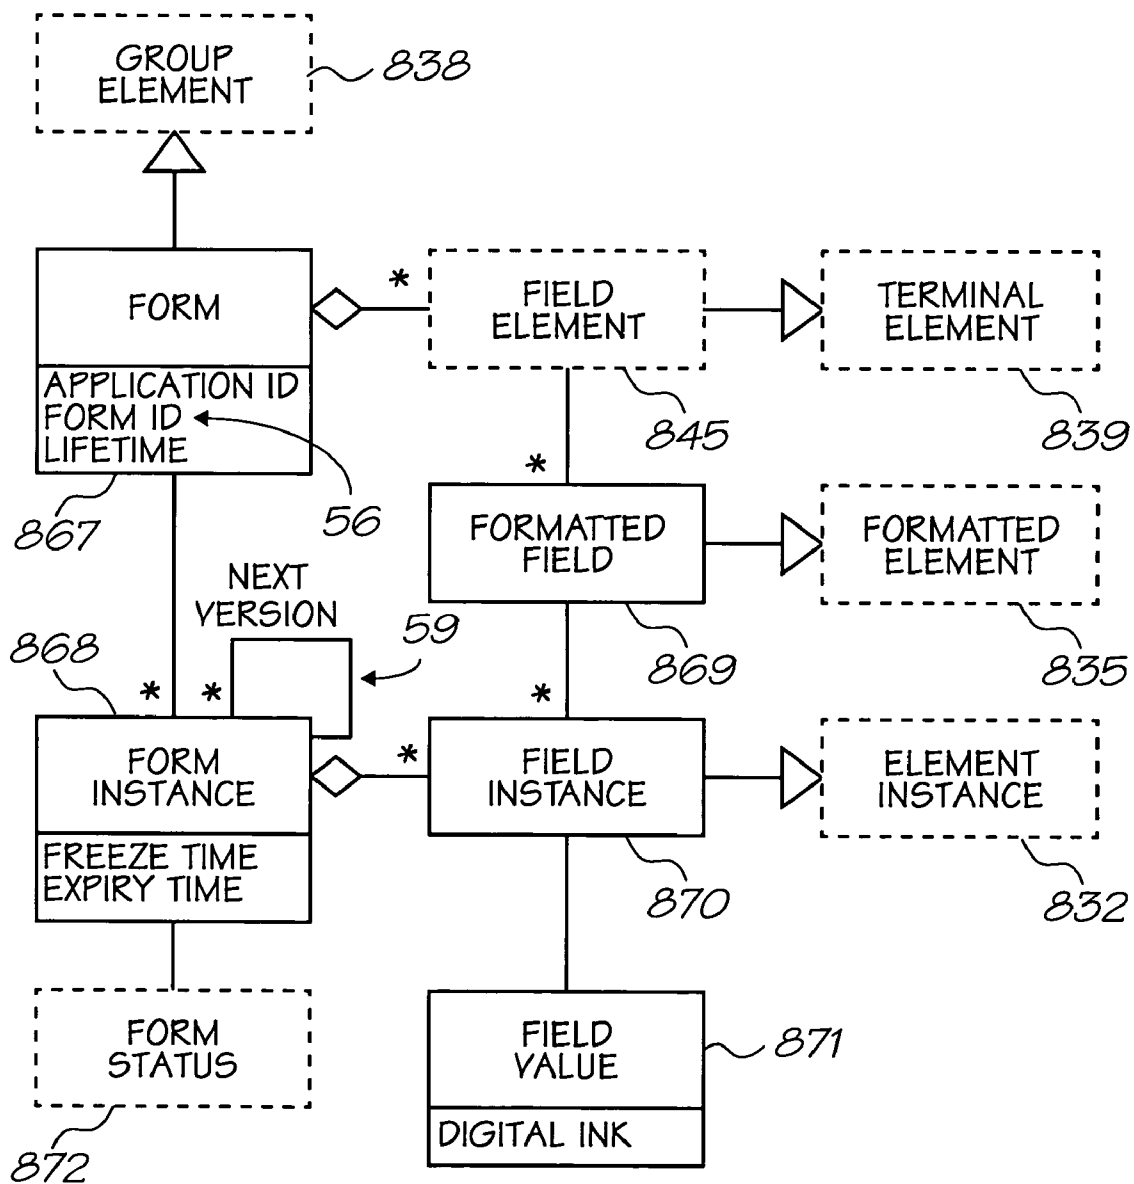 GROUP
ELEMENT
838
FORM
*
FIELD
ELEMENT
TERMINAL
ELEMENT
APPLICATION ID
FORM ID
LIFETIME
845
839
867
56
*
FORMATTED
FIELD
FORMATTED
ELEMENT
NEXT
VERSION
59
868
869
835
*
*
*
FORM
INSTANCE
*
FIELD
INSTANCE
ELEMENT
INSTANCE
FREEZE TIME
EXPIRY TIME
870
832
FORM
STATUS
FIELD
VALUE
871
DIGITAL INK
872